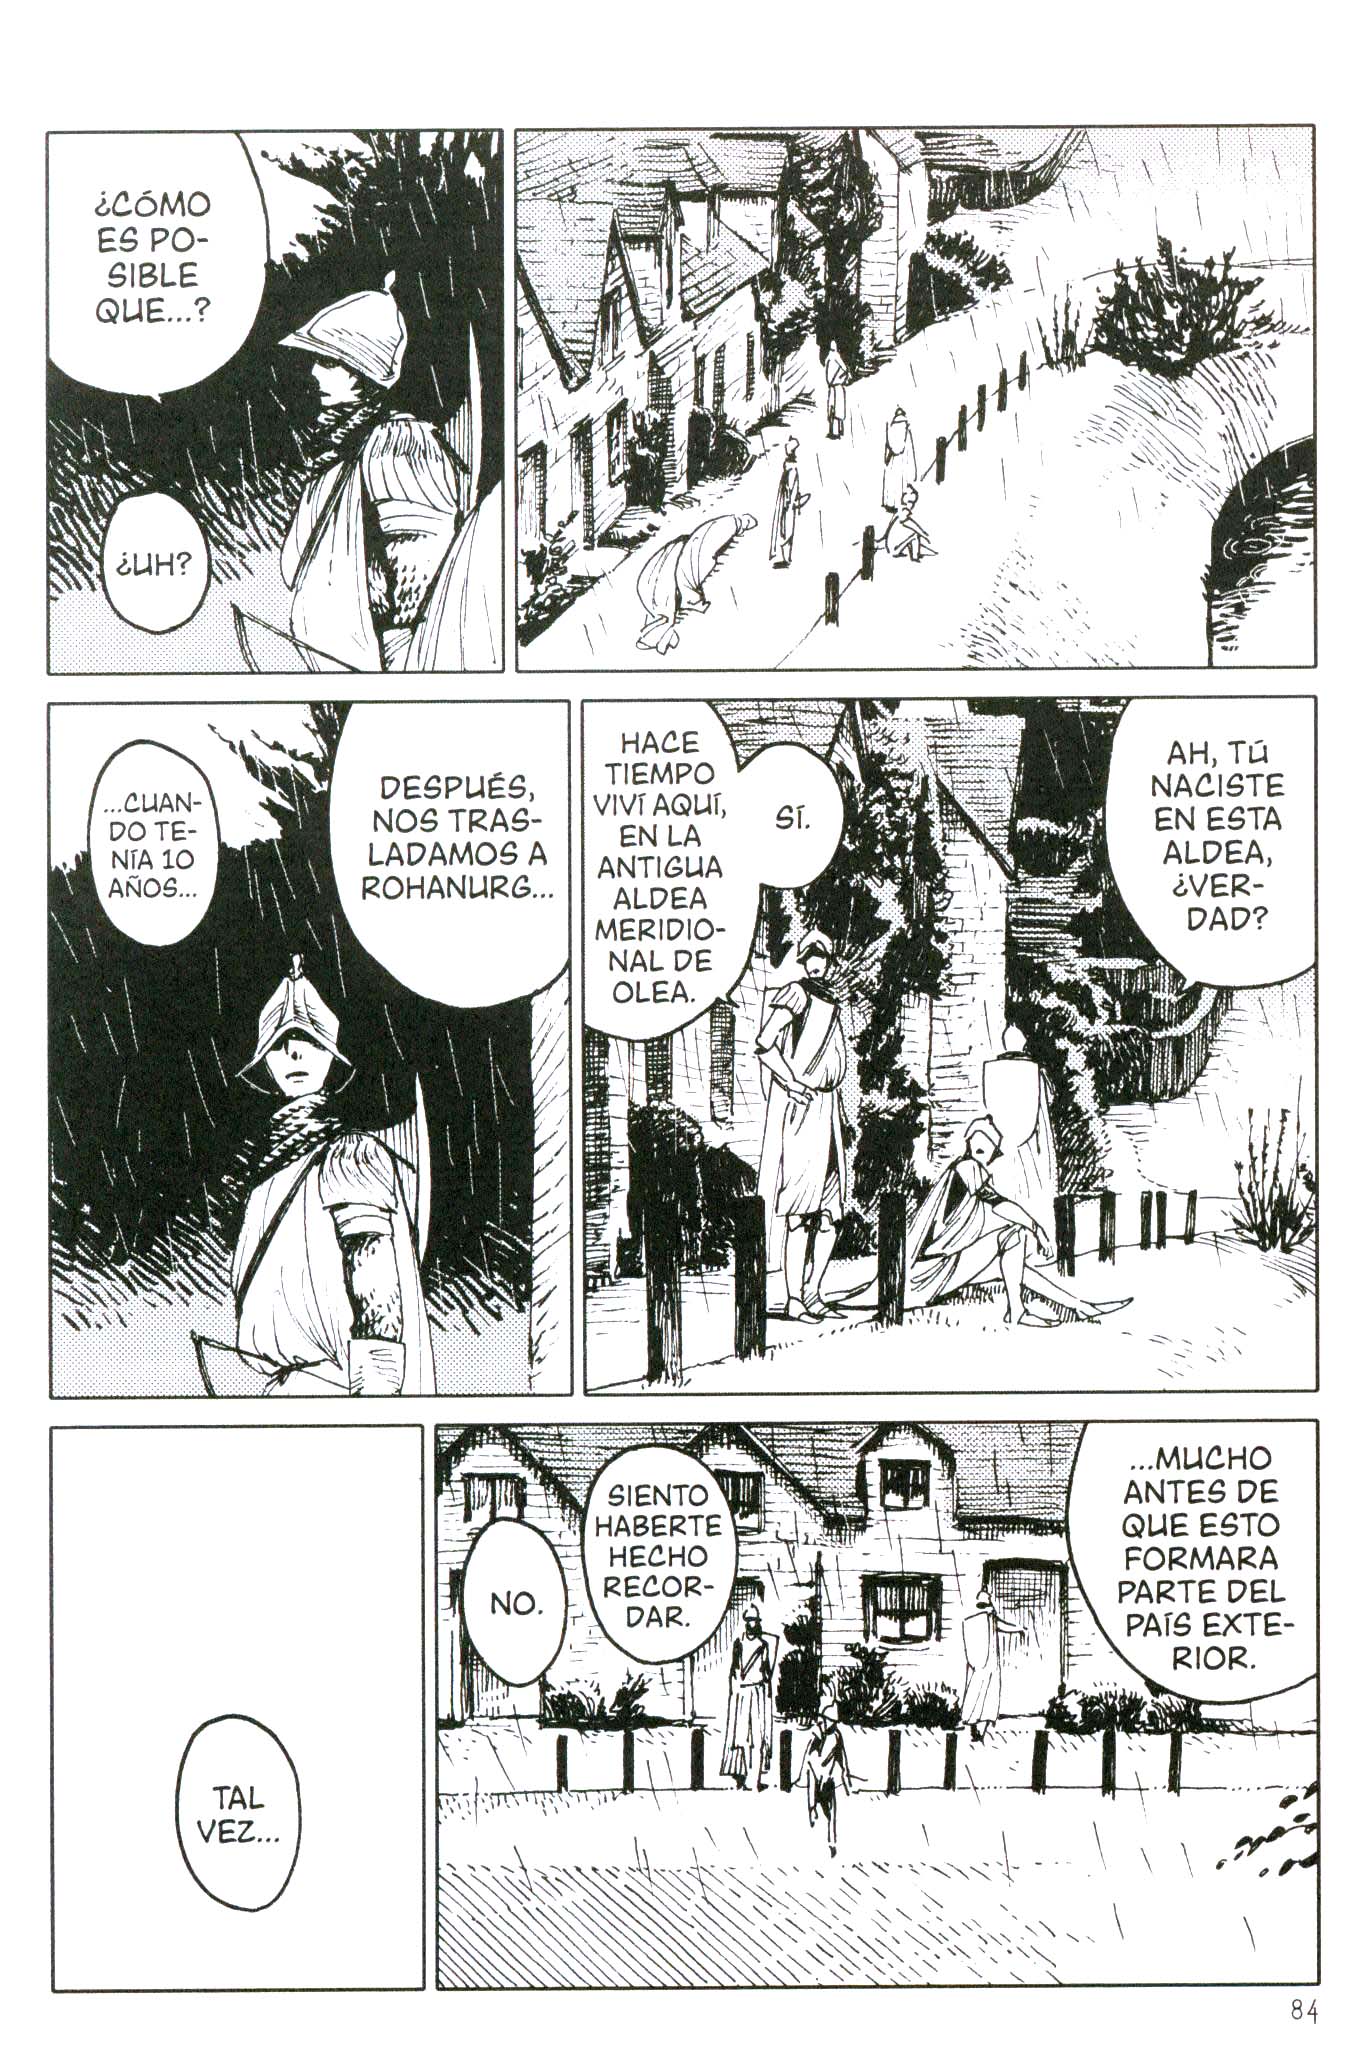 ¿CÓMO
ES PO-
SIBLE
QUE...?
¿UH?
AH, TÚ
NACISTE
EN ESTA
ALDEA,
¿VER-
DAD?
SÍ.
HACE
TIEMPO
VIVÍ AQUÍ,
EN LA
ANTIGUA
ALDEA
MERIDIO-
NAL DE
OLEA.
DESPUÉS,
NOS TRAS-
LADAMOS A
ROHANURG...
...CUAN-
DO TE-
NÍA 10
AÑOS...
...MUCHO
ANTES DE
QUE ESTO
FORMARA
PARTE DEL
PAÍS EXTE-
RIOR.
SIENTO
HABERTE
HECHO
RECOR-
DAR.
NO.
TAL
VEZ...
84